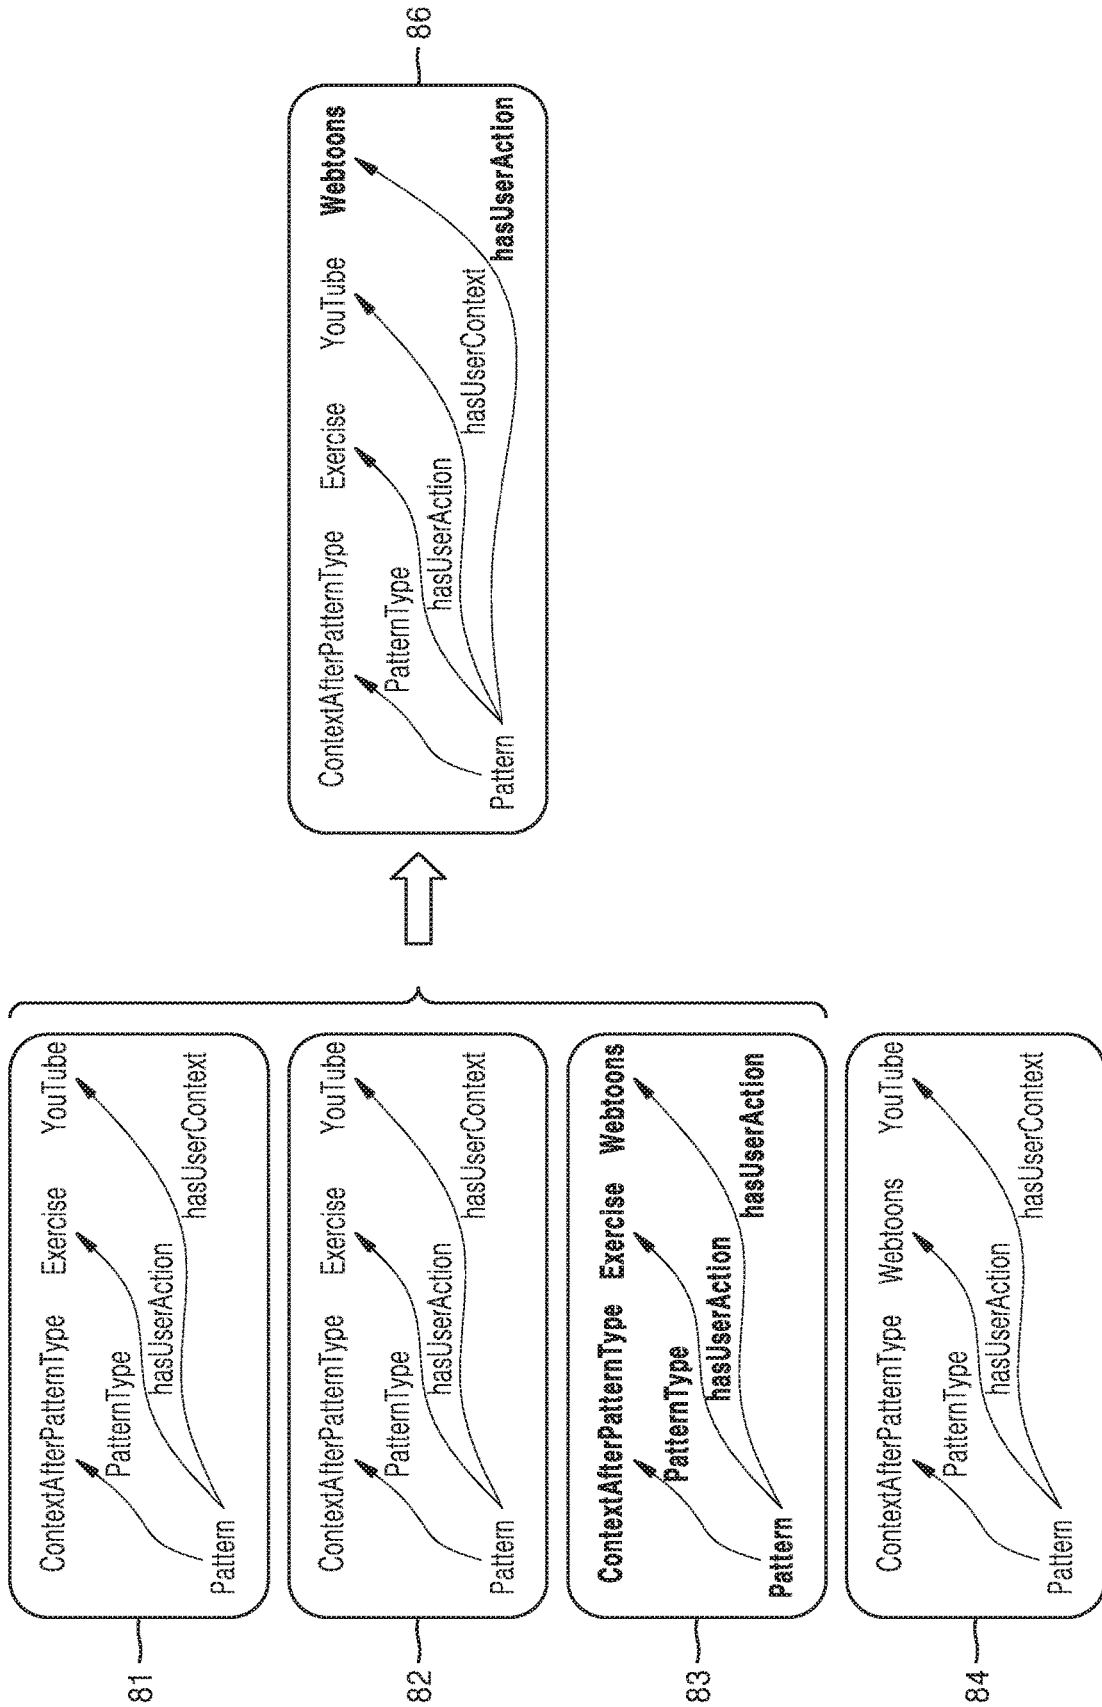 81
ContextAfterPatternType Exercise YouTube
PatternType
hasUserAction
hasUserContext
Pattern
82
ContextAfterPatternType Exercise YouTube
PatternType
hasUserAction
hasUserContext
Pattern
83
ContextAfterPatternType Exercise Webtoons
PatternType
hasUserAction
hasUserAction
Pattern
84
ContextAfterPatternType Webtoons YouTube
PatternType
hasUserAction
hasUserContext
Pattern
86
ContextAfterPatternType Exercise YouTube Webtoons
PatternType
hasUserAction
hasUserContext
hasUserAction
Pattern